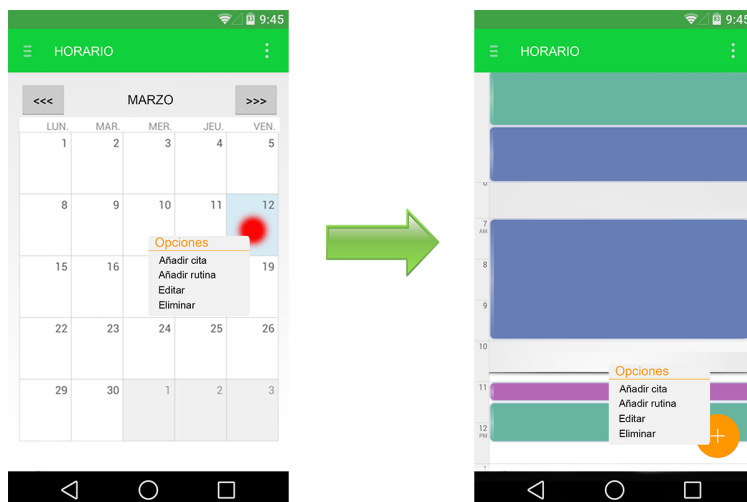 9:45
HORARIO
<<< MARZO >>>
LUN. MAR. MER. JEU. VEN.
1 2 3 4 5
8 9 10 11 12
Opciones
Añadir cita
Añadir rutina
Editar
Eliminar
15 16 19
22 23 24 25 26
29 30 1 2 3
9:45
HORARIO
7
AM
8
9
10
11
12
PM
Opciones
Añadir cita
Añadir rutina
Editar
Eliminar
+